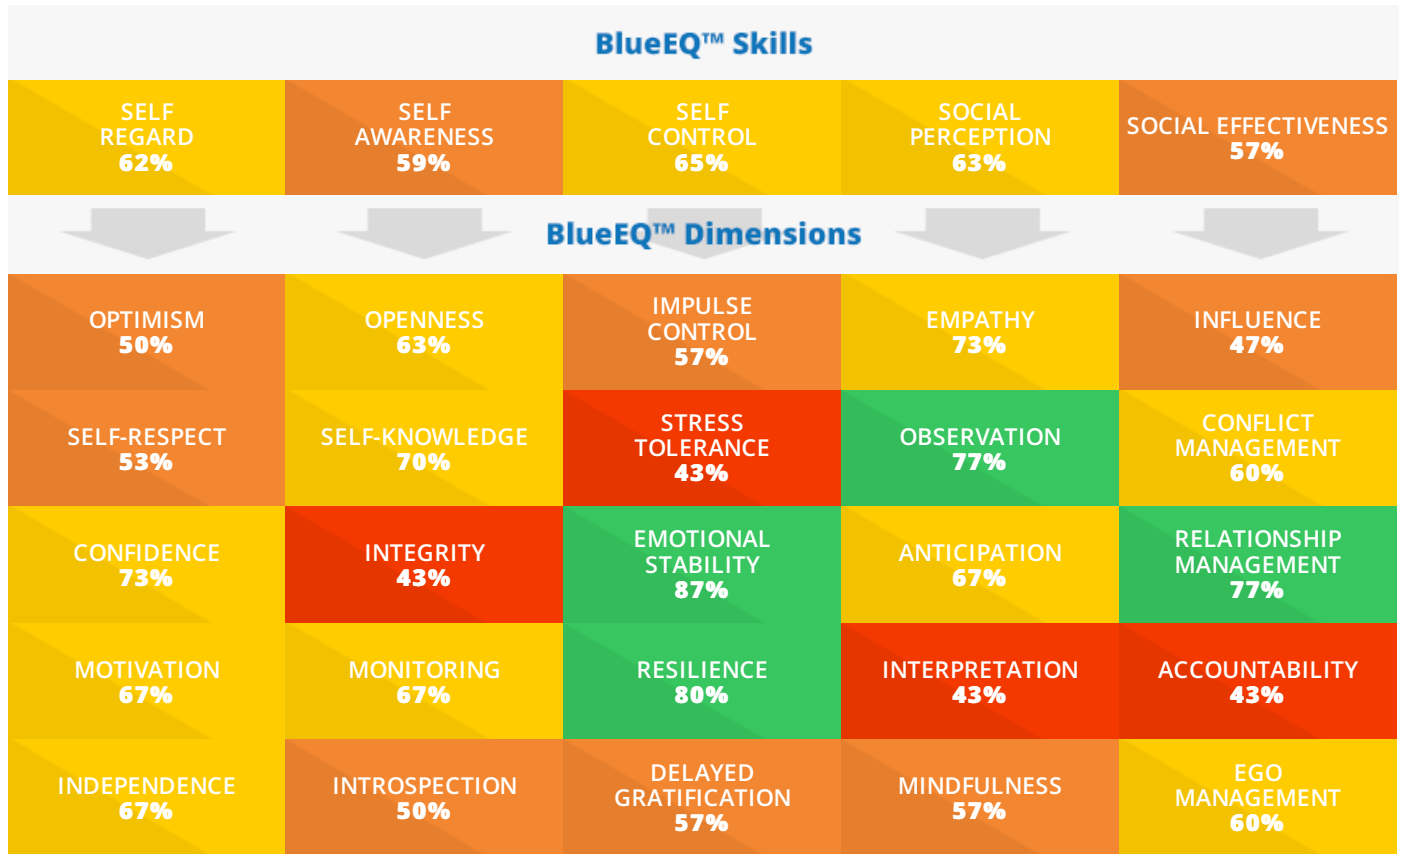 BlueEQ™ Skills
SELF
REGARD
62%
SELF
AWARENESS
59%
SELF
CONTROL
65%
SOCIAL
PERCEPTION
63%
SOCIAL EFFECTIVENESS
57%
BlueEQ™ Dimensions
OPTIMISM
50%
OPENNESS
63%
IMPULSE
CONTROL
57%
EMPATHY
73%
INFLUENCE
47%
SELF-RESPECT
53%
SELF-KNOWLEDGE
70%
STRESS
TOLERANCE
43%
OBSERVATION
77%
CONFLICT
MANAGEMENT
60%
CONFIDENCE
73%
INTEGRITY
43%
EMOTIONAL
STABILITY
87%
ANTICIPATION
67%
RELATIONSHIP
MANAGEMENT
77%
MOTIVATION
67%
MONITORING
67%
RESILIENCE
80%
INTERPRETATION
43%
ACCOUNTABILITY
43%
INDEPENDENCE
67%
INTROSPECTION
50%
DELAYED
GRATIFICATION
57%
MINDFULNESS
57%
EGO
MANAGEMENT
60%